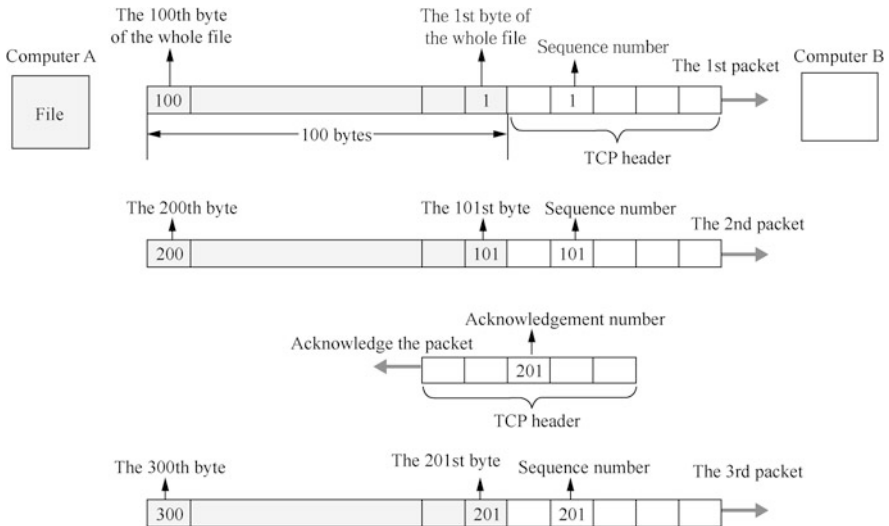 The 100th byte
of the whole file
The 1st byte of
the whole file
Sequence number
Computer A
The 1st packet
Computer B
File
100
1
1
100 bytes
TCP header
The 200th byte
The 101st byte
Sequence number
The 2nd packet
200
101
101
Acknowledgement number
Acknowledge the packet
201
TCP header
The 300th byte
The 201st byte
Sequence number
The 3rd packet
300
201
201